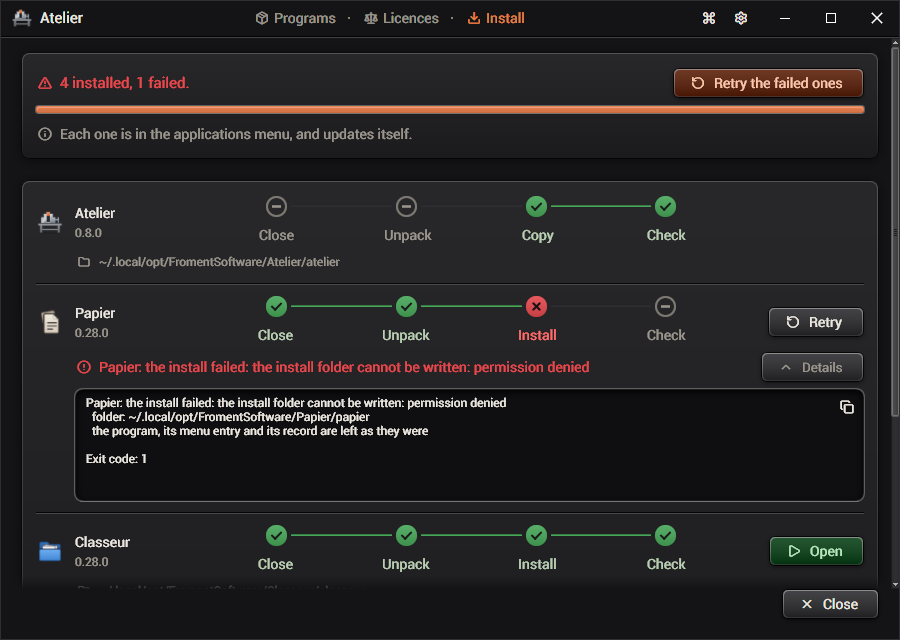 Atelier
Programs · Licences · Install
4 installed, 1 failed.
Retry the failed ones
Each one is in the applications menu, and updates itself.
Atelier
0.8.0
Close
Unpack
Copy
Check
~/.local/opt/FromentSoftware/Atelier/atelier
Papier
0.28.0
Close
Unpack
Install
Check
Retry
Papier: the install failed: the install folder cannot be written: permission denied
Details
Papier: the install failed: the install folder cannot be written: permission denied
folder: ~/.local/opt/FromentSoftware/Papier/papier
the program, its menu entry and its record are left as they were
Exit code: 1
Classeur
0.28.0
Close
Unpack
Install
Check
Open
Close